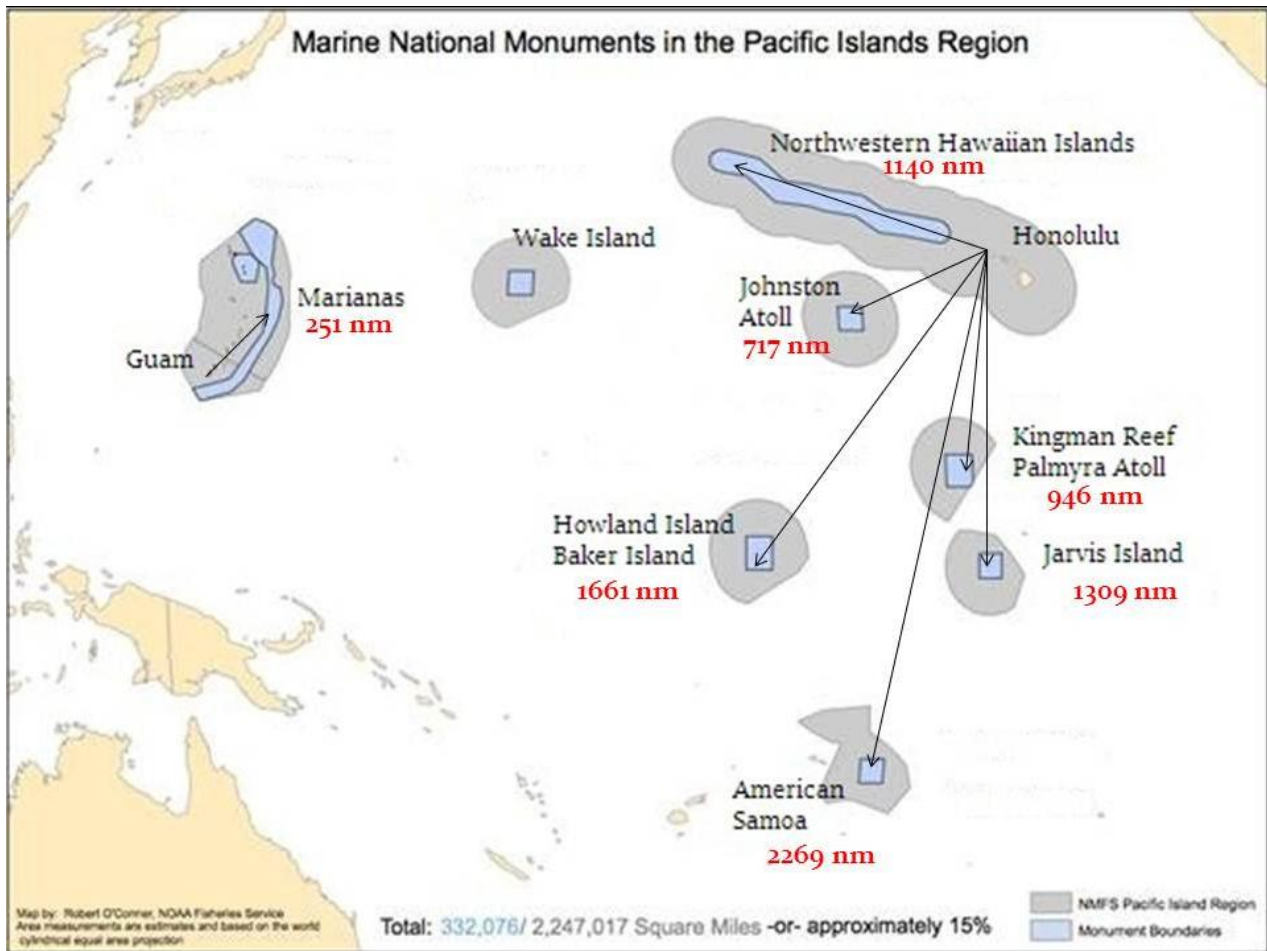 Marine National Monuments in the Pacific Islands Region
Northwestern Hawaiian Islands
1140 nm
Wake Island
Honolulu
Johnston
Atoll
717 nm
Marianas
251 nm
Guam
Kingman Reef
Palmyra Atoll
946 nm
Howland Island
Baker Island
1661 nm
Jarvis Island
1309 nm
American
Samoa
2269 nm
Map by: Robert O'Conner, NOAA Fisheries Service
Area measurements are estimates and based on the world
cylindrical equal area projection
Total: 332,076/ 2,247,017 Square Miles -or- approximately 15%
NMFS Pacific Island Region
Monument Boundaries